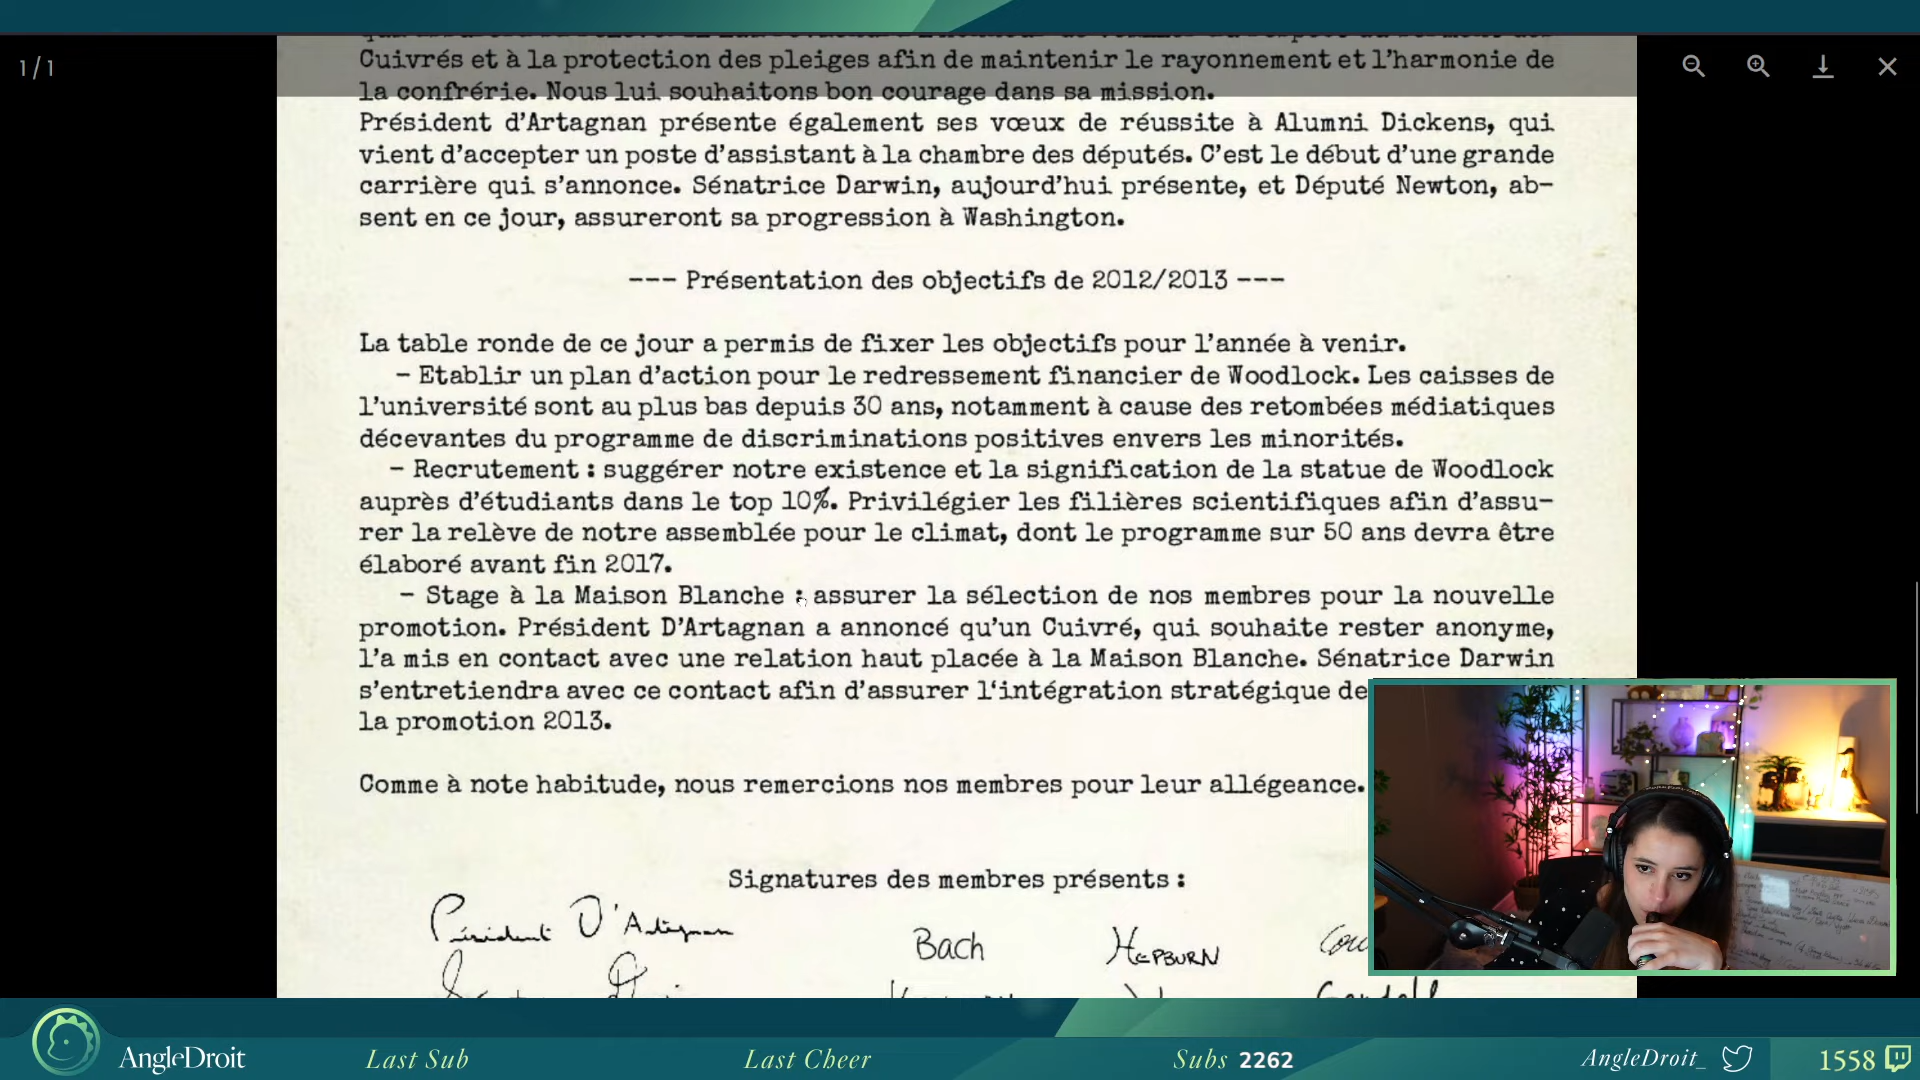 1 / 1
Cuivrés et à la protection des pleiges afin de maintenir le rayonnement et l'harmonie de
la confrérie. Nous lui souhaitons bon courage dans sa mission.
Président d'Artagnan présente également ses vœux de réussite à Alumni Dickens, qui
vient d'accepter un poste d'assistant à la chambre des députés. C'est le début d'une grande
carrière qui s'annonce. Sénatrice Darwin, aujourd'hui présente, et Député Newton, ab-
sent en ce jour, assureront sa progression à Washington.
--- Présentation des objectifs de 2012/2013 ---
La table ronde de ce jour a permis de fixer les objectifs pour l'année à venir.
- Etablir un plan d'action pour le redressement financier de Woodlock. Les caisses de
l'université sont au plus bas depuis 30 ans, notamment à cause des retombées médiatiques
décevantes du programme de discriminations positives envers les minorités.
- Recrutement : suggérer notre existence et la signification de la statue de Woodlock
auprès d'étudiants dans le top 10%. Privilégier les filières scientifiques afin d'assu-
rer la relève de notre assemblée pour le climat, dont le programme sur 50 ans devra être
élaboré avant fin 2017.
- Stage à la Maison Blanche : assurer la sélection de nos membres pour la nouvelle
promotion. Président D'Artagnan a annoncé qu'un Cuivré, qui souhaite rester anonyme,
l'a mis en contact avec une relation haut placée à la Maison Blanche. Sénatrice Darwin
s'entretiendra avec ce contact afin d'assurer l'intégration stratégique de
la promotion 2013.
Comme à note habitude, nous remercions nos membres pour leur allégeance.
Signatures des membres présents :
Président D'Artagnan
Bach
HEPBURN
AngleDroit
Last Sub
Last Cheer
Subs 2262
AngleDroit_
1558